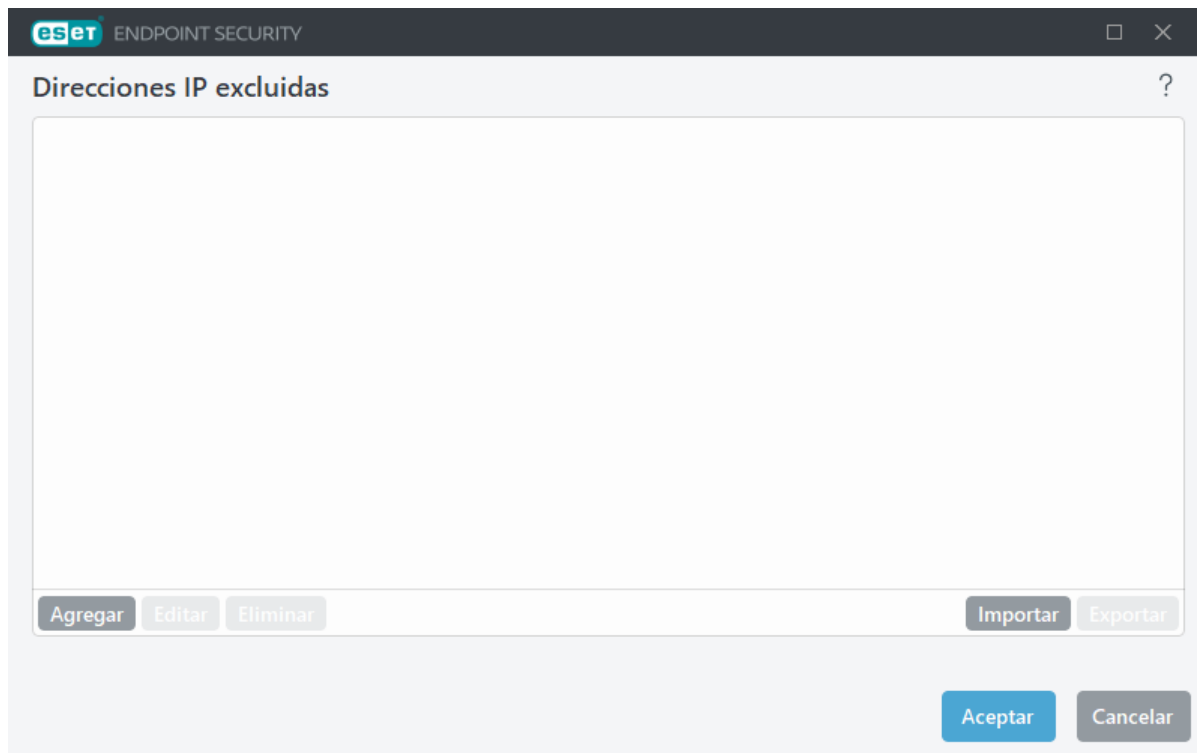 eset ENDPOINT SECURITY
Direcciones IP excluidas
?
Agregar Editar Eliminar Importar Exportar
Aceptar Cancelar